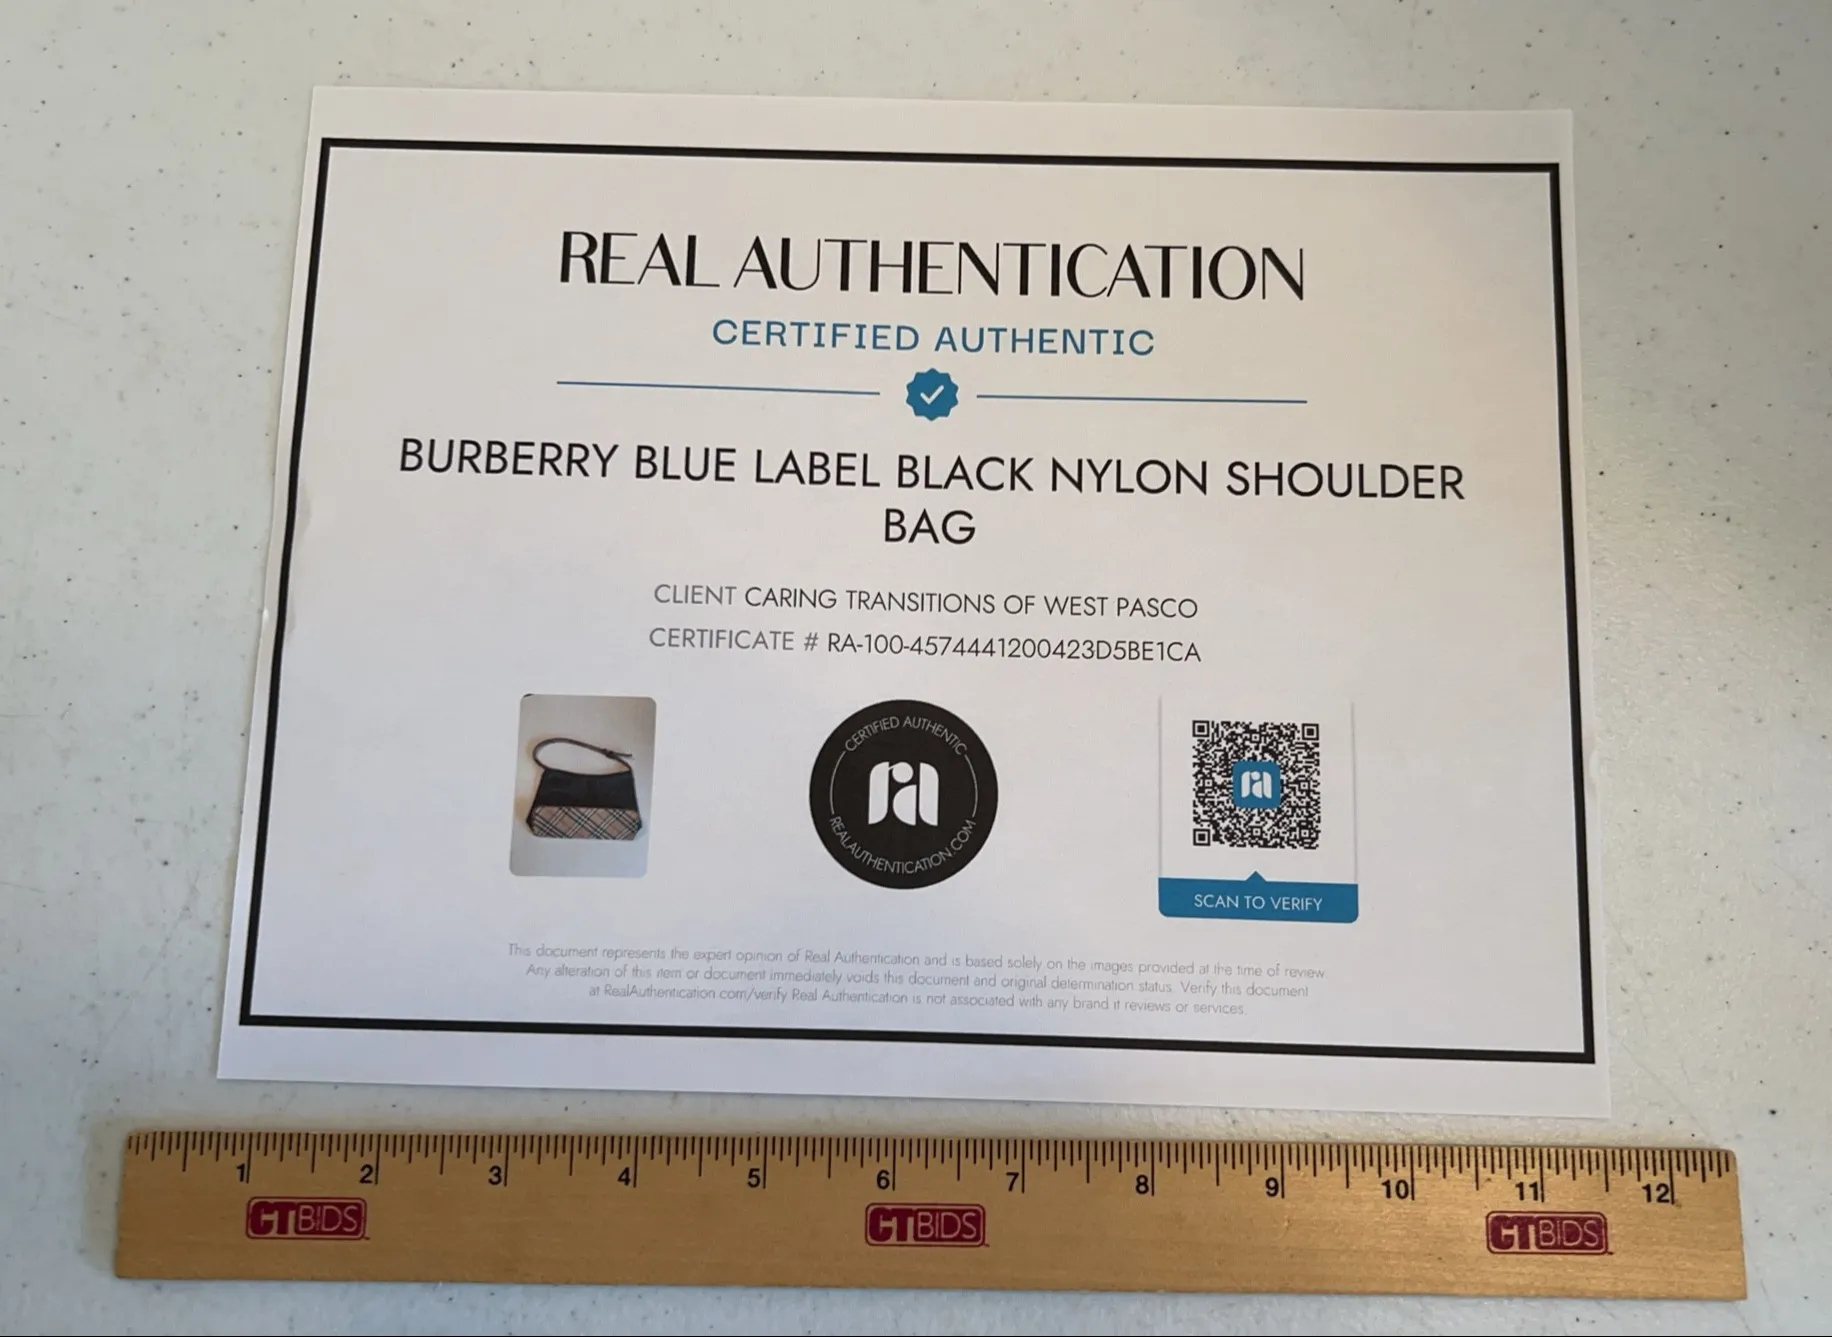 REAL AUTHENTICATION
CERTIFIED AUTHENTIC
BURBERRY BLUE LABEL BLACK NYLON SHOULDER
BAG
CLIENT CARING TRANSITIONS OF WEST PASCO
CERTIFICATE # RA-100-4574441200423D5BE1CA
CERTIFIED AUTHENTIC
ra
REALAUTHENTICATION.COM
ra
SCAN TO VERIFY
This document represents the expert opinion of Real Authentication and is based solely on the images provided at the time of review.
Any alteration of this item or document immediately voids this document and original determination status. Verify this document
at RealAuthentication.com/verify Real Authentication is not associated with any brand it reviews or services.
1 2 3 4 5 6 7 8 9 10 11 12
CTBIDS CTBIDS CTBIDS